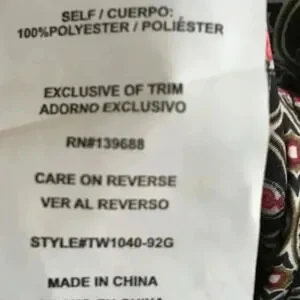 SELF / CUERPO:
100%POLYESTER / POLIÉSTER
EXCLUSIVE OF TRIM
ADORNO EXCLUSIVO
RN#139688
CARE ON REVERSE
VER AL REVERSO
STYLE#TW1040-92G
MADE IN CHINA